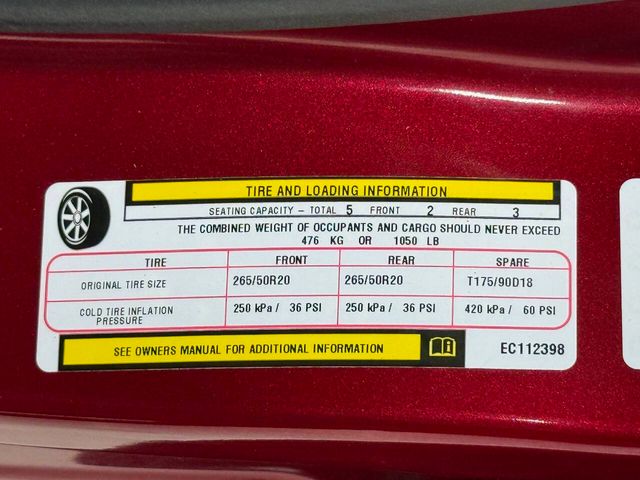 TIRE AND LOADING INFORMATION
SEATING CAPACITY – TOTAL 5 FRONT 2 REAR 3
THE COMBINED WEIGHT OF OCCUPANTS AND CARGO SHOULD NEVER EXCEED
476 KG OR 1050 LB
TIRE FRONT REAR SPARE
ORIGINAL TIRE SIZE 265/50R20 265/50R20 T175/90D18
COLD TIRE INFLATION
PRESSURE 250 kPa / 36 PSI 250 kPa / 36 PSI 420 kPa / 60 PSI
SEE OWNERS MANUAL FOR ADDITIONAL INFORMATION
EC112398